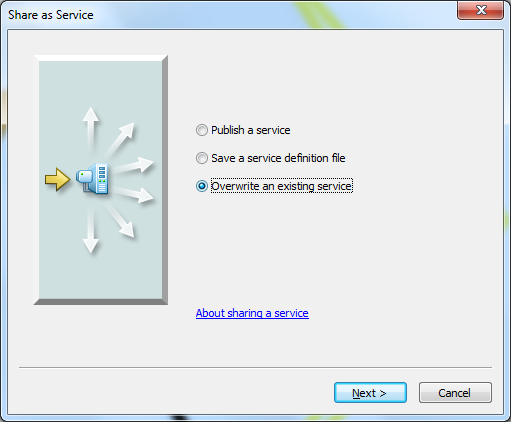 Share as Service
Publish a service
Save a service definition file
Overwrite an existing service
About sharing a service
Next >
Cancel